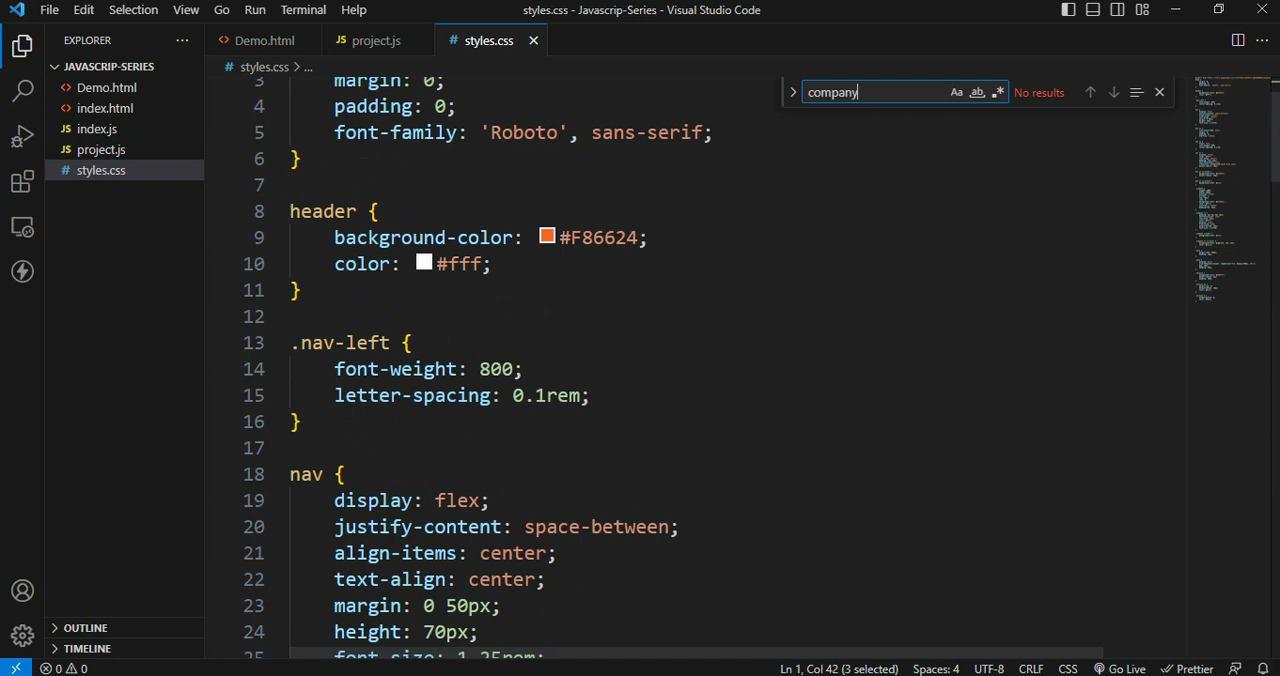 File Edit Selection View Go Run Terminal Help styles.css - Javascrip-Series - Visual Studio Code
EXPLORER ... <> Demo.html JS project.js # styles.css
JAVASCRIP-SERIES
# styles.css > ...
<> Demo.html
<> index.html
JS index.js
JS project.js
# styles.css
company Aa ab .* No results
3 margin: 0;
4 padding: 0;
5 font-family: 'Roboto', sans-serif;
6 }
7
8 header {
9 background-color: #F86624;
10 color: #fff;
11 }
12
13 .nav-left {
14 font-weight: 800;
15 letter-spacing: 0.1rem;
16 }
17
18 nav {
19 display: flex;
20 justify-content: space-between;
21 align-items: center;
22 text-align: center;
23 margin: 0 50px;
24 height: 70px;
25 font-size: 1.25rem;
OUTLINE
TIMELINE
0 0 Ln 1, Col 42 (3 selected) Spaces: 4 UTF-8 CRLF CSS Go Live Prettier